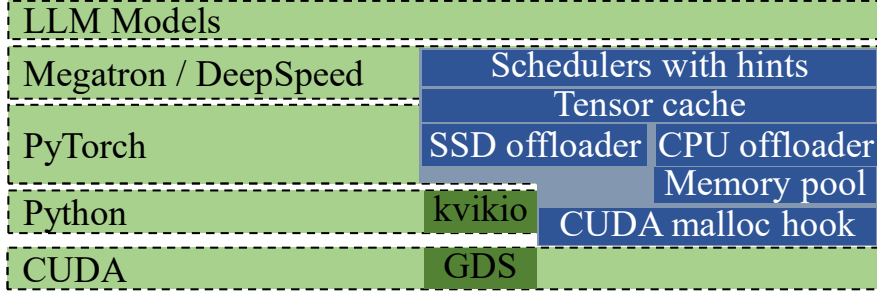 LLM Models
Megatron / DeepSpeed
Schedulers with hints
Tensor cache
PyTorch
SSD offloader
CPU offloader
Memory pool
Python
kvikio
CUDA malloc hook
CUDA
GDS